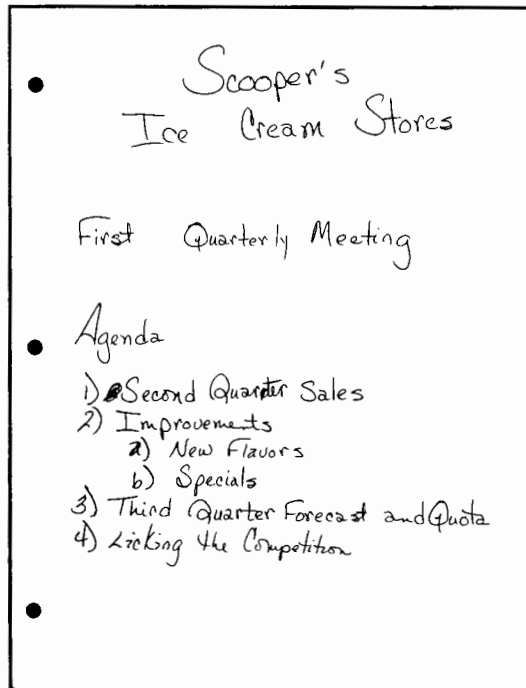 Scooper's
Ice Cream Stores
First Quarterly Meeting
Agenda
1) Second Quarter Sales
2) Improvements
a) New Flavors
b) Specials
3) Third Quarter Forecast and Quota
4) Licking the Competition